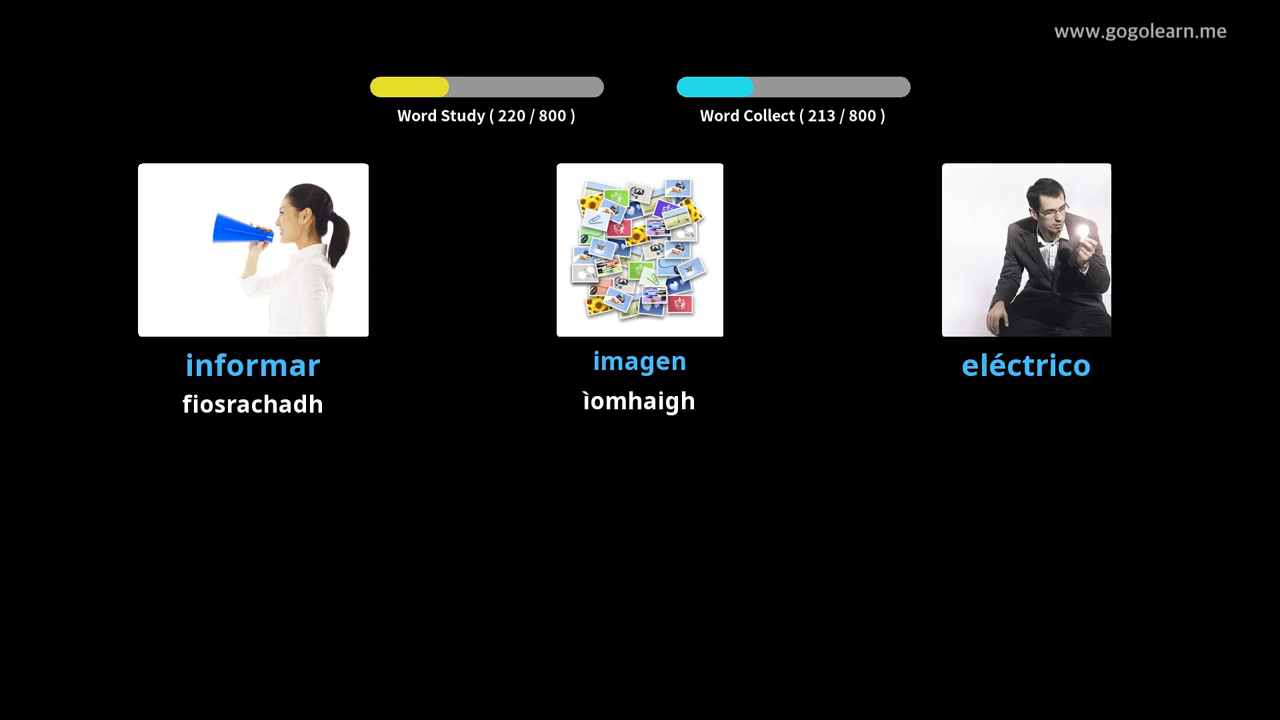 www.gogolearn.me
Word Study ( 220 / 800 )
Word Collect ( 213 / 800 )
informar
fiosrachadh
imagen
ìomhaigh
eléctrico